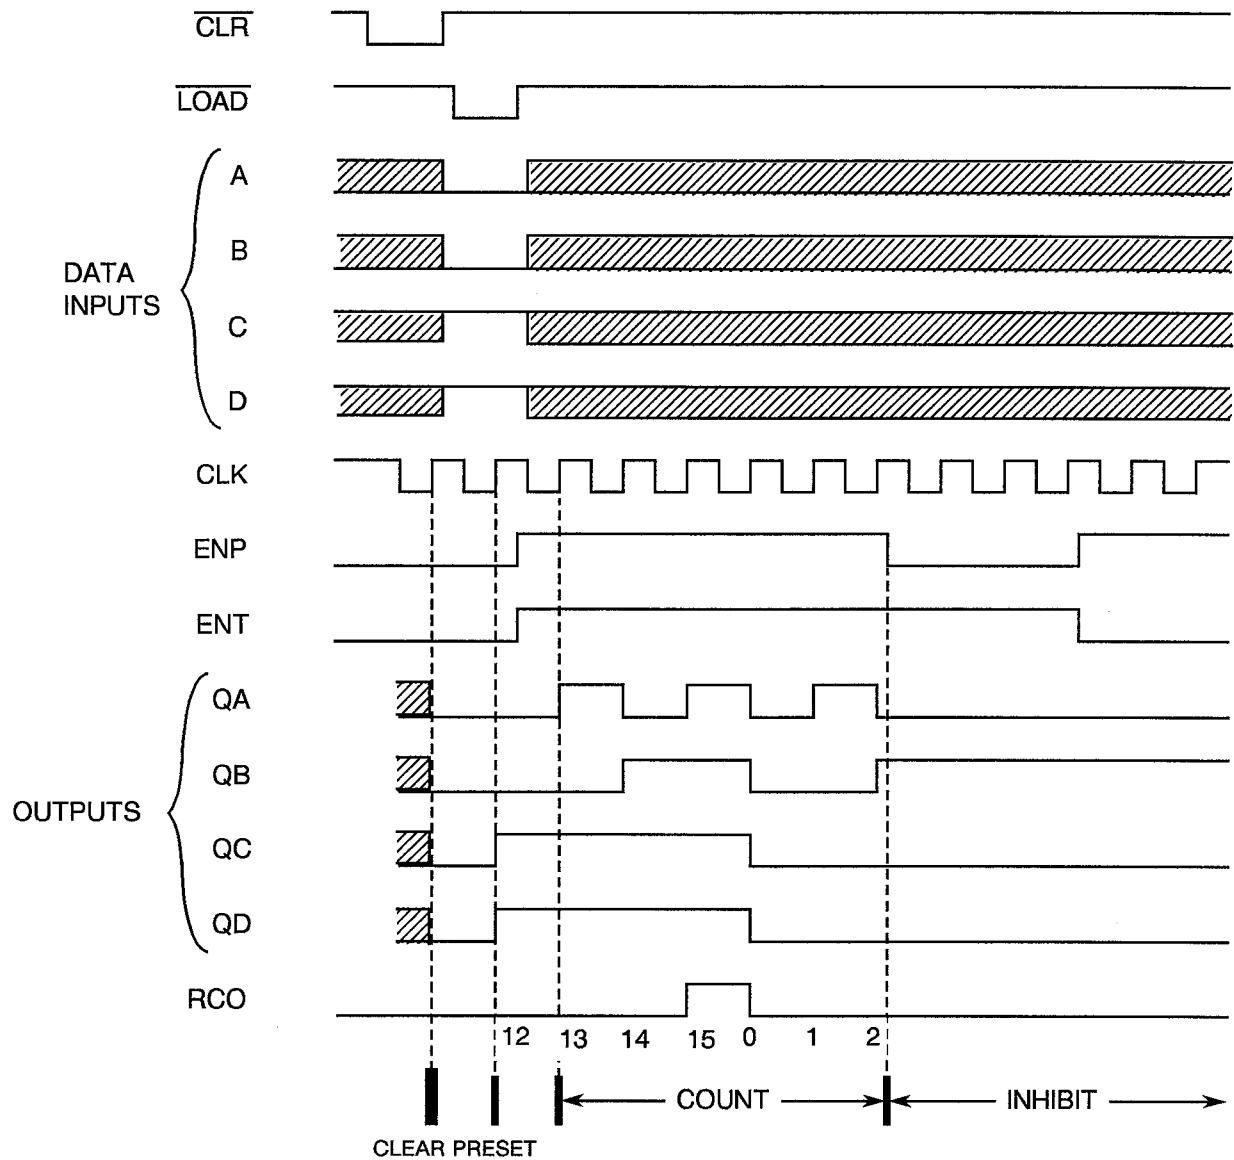 CLR
LOAD
A
B
DATA
INPUTS
C
D
CLK
ENP
ENT
QA
QB
OUTPUTS
QC
QD
RCO
12 13 14 15 0 1 2
COUNT INHIBIT
CLEAR PRESET